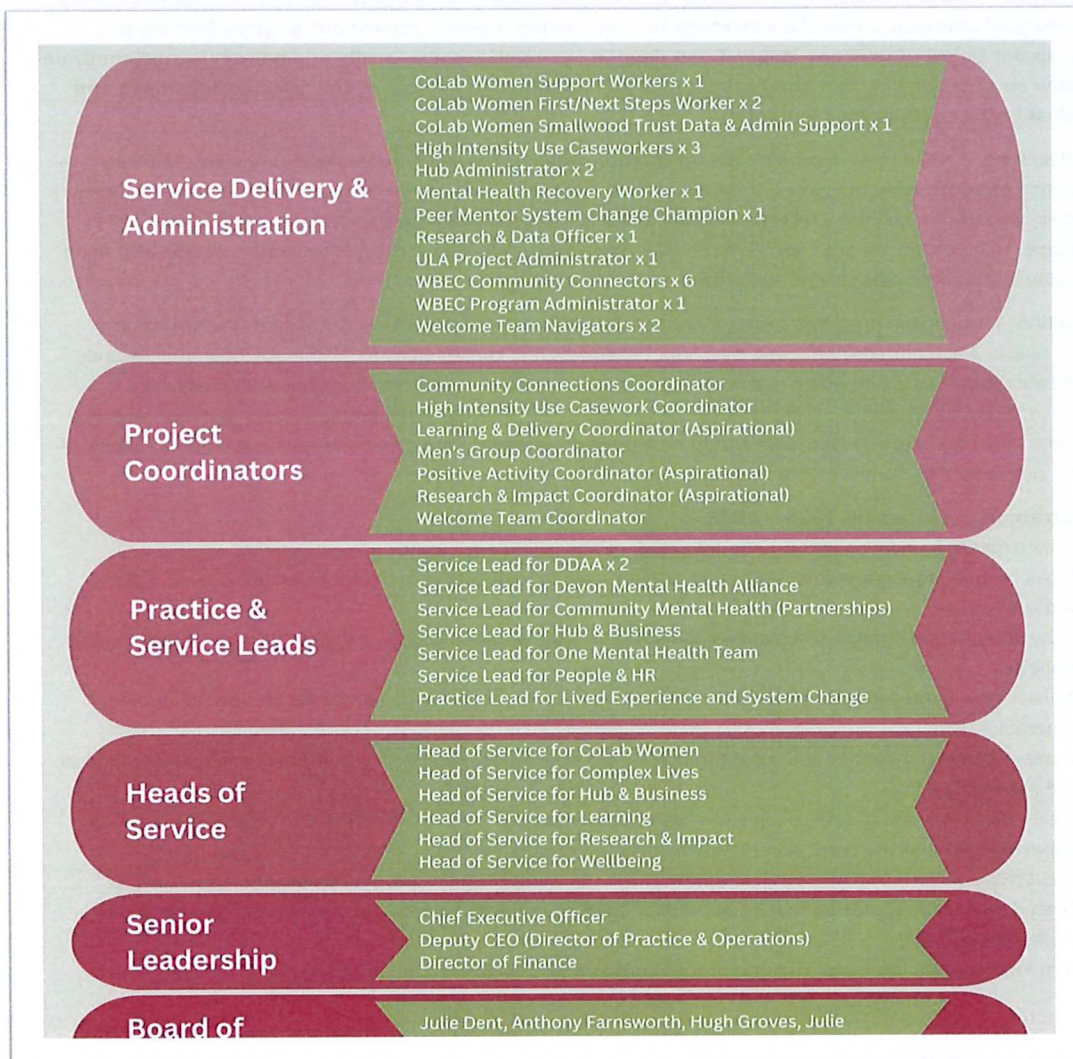 Service Delivery &
Administration
CoLab Women Support Workers x 1
CoLab Women First/Next Steps Worker x 2
CoLab Women Smallwood Trust Data & Admin Support x 1
High Intensity Use Caseworkers x 3
Hub Administrator x 2
Mental Health Recovery Worker x 1
Peer Mentor System Change Champion x 1
Research & Data Officer x 1
ULA Project Administrator x 1
WBEC Community Connectors x 6
WBEC Program Administrator x 1
Welcome Team Navigators x 2
Project
Coordinators
Community Connections Coordinator
High Intensity Use Casework Coordinator
Learning & Delivery Coordinator (Aspirational)
Men's Group Coordinator
Positive Activity Coordinator (Aspirational)
Research & Impact Coordinator (Aspirational)
Welcome Team Coordinator
Practice &
Service Leads
Service Lead for DDAA x 2
Service Lead for Devon Mental Health Alliance
Service Lead for Community Mental Health (Partnerships)
Service Lead for Hub & Business
Service Lead for One Mental Health Team
Service Lead for People & HR
Practice Lead for Lived Experience and System Change
Heads of
Service
Head of Service for CoLab Women
Head of Service for Complex Lives
Head of Service for Hub & Business
Head of Service for Learning
Head of Service for Research & Impact
Head of Service for Wellbeing
Senior
Leadership
Chief Executive Officer
Deputy CEO (Director of Practice & Operations)
Director of Finance
Board of
Julie Dent, Anthony Farnsworth, Hugh Groves, Julie